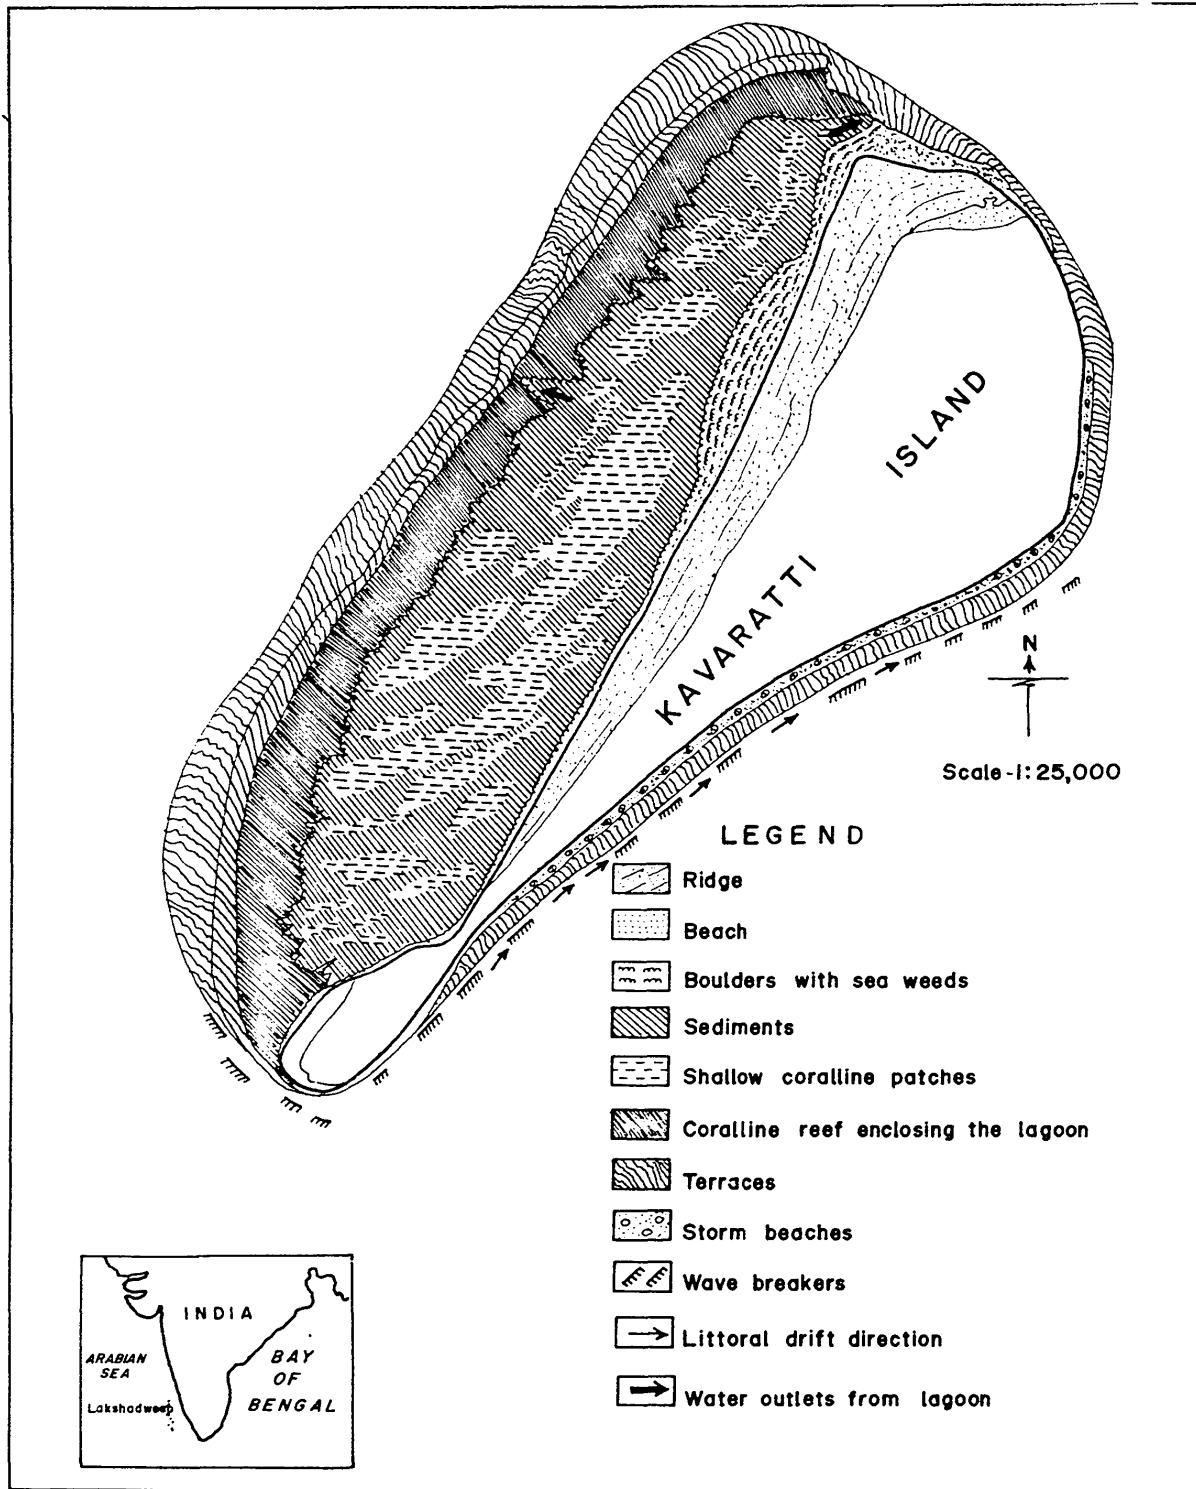 KAVARATTI ISLAND
N
Scale-1:25,000
LEGEND
Ridge
Beach
Boulders with sea weeds
Sediments
Shallow coralline patches
Coralline reef enclosing the lagoon
Terraces
Storm beaches
Wave breakers
Littoral drift direction
Water outlets from lagoon
INDIA
ARABIAN
SEA
BAY
OF
BENGAL
Lakshadweep